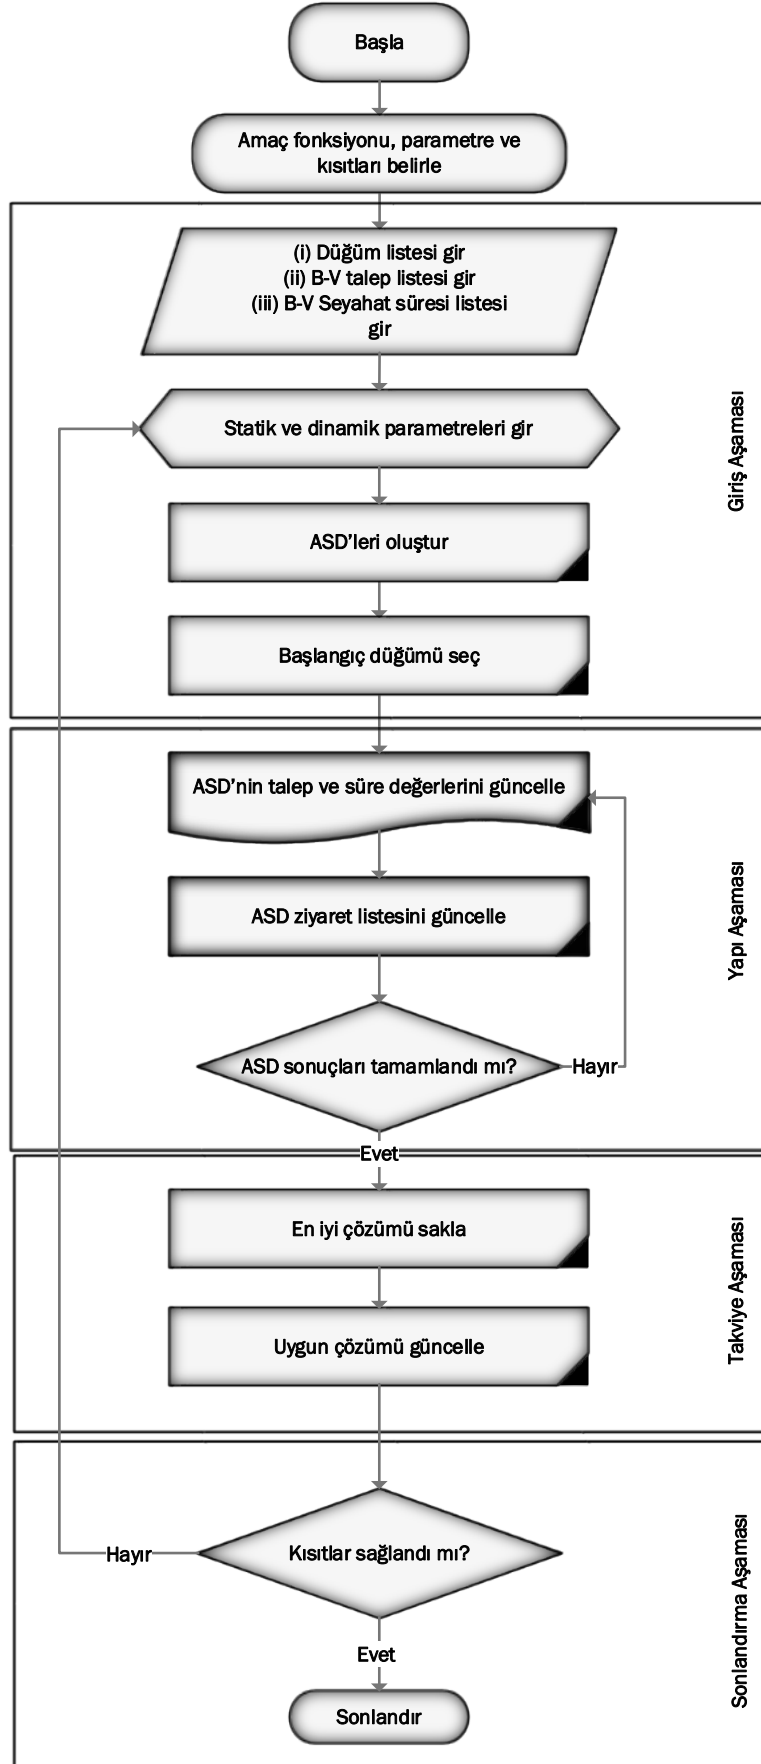 Başla
Amaç fonksiyonu, parametre ve
kısıtları belirle
(i) Düğüm listesi gir
(ii) B-V talep listesi gir
(iii) B-V Seyahat süresi listesi
gir
Statik ve dinamik parametreleri gir
Giriş Aşaması
ASD'leri oluştur
Başlangıç düğümü seç
ASD'nin talep ve süre değerlerini güncelle
ASD ziyaret listesini güncelle
Yapı Aşaması
ASD sonuçları tamamlandı mı?
Hayır
Evet
En iyi çözümü sakla
Takviye Aşaması
Uygun çözümü güncelle
Kısıtlar sağlandı mı?
Hayır
Sonlandırma Aşaması
Evet
Sonlandır